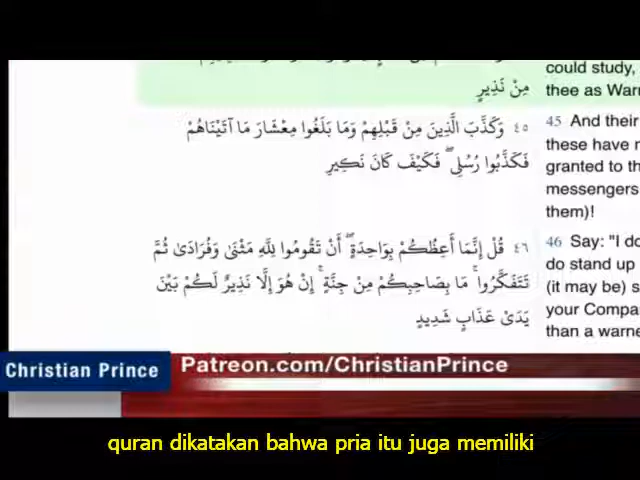 could study,
مِنْ نَذِيرٍ
thee as Warn
٤٥ وَكَذَّبَ الَّذِينَ مِنْ قَبْلِهِمْ وَمَا بَلَغُوا مِعْشَارَ مَا آتَيْنَاهُمْ
فَكَذَّبُوا رُسُلِي ۖ فَكَيْفَ كَانَ نَكِيرِ
45 And their
these have n
granted to th
messengers
them)!
٤٦ قُلْ إِنَّمَا أَعِظُكُمْ بِوَاحِدَةٍ ۖ أَنْ تَقُومُوا لِلَّهِ مَثْنَىٰ وَفُرَادَىٰ ثُمَّ
تَتَفَكَّرُوا ۚ مَا بِصَاحِبِكُمْ مِنْ جِنَّةٍ ۚ إِنْ هُوَ إِلَّا نَذِيرٌ لَكُمْ بَيْنَ
يَدَىْ عَذَابٍ شَدِيدٍ
46 Say: "I do
do stand up
(it may be) s
your Compa
than a warne
Christian Prince
Patreon.com/ChristianPrince
quran dikatakan bahwa pria itu juga memiliki